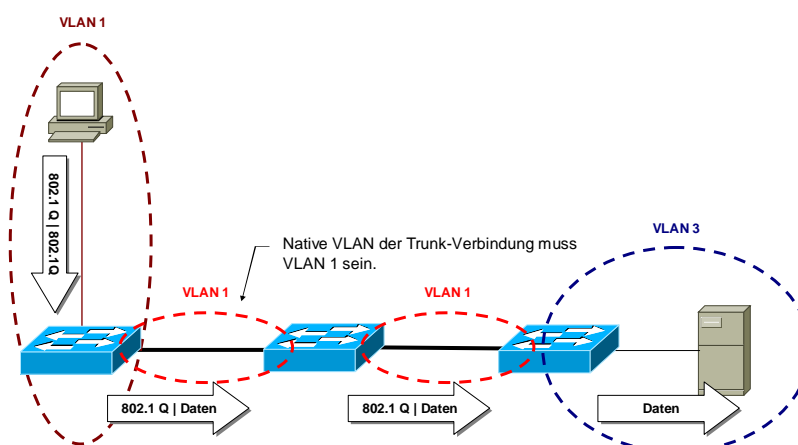 VLAN 1
802.1 Q | 802.1Q
Native VLAN der Trunk-Verbindung muss
VLAN 1 sein.
VLAN 3
VLAN 1
VLAN 1
802.1 Q | Daten
802.1 Q | Daten
Daten